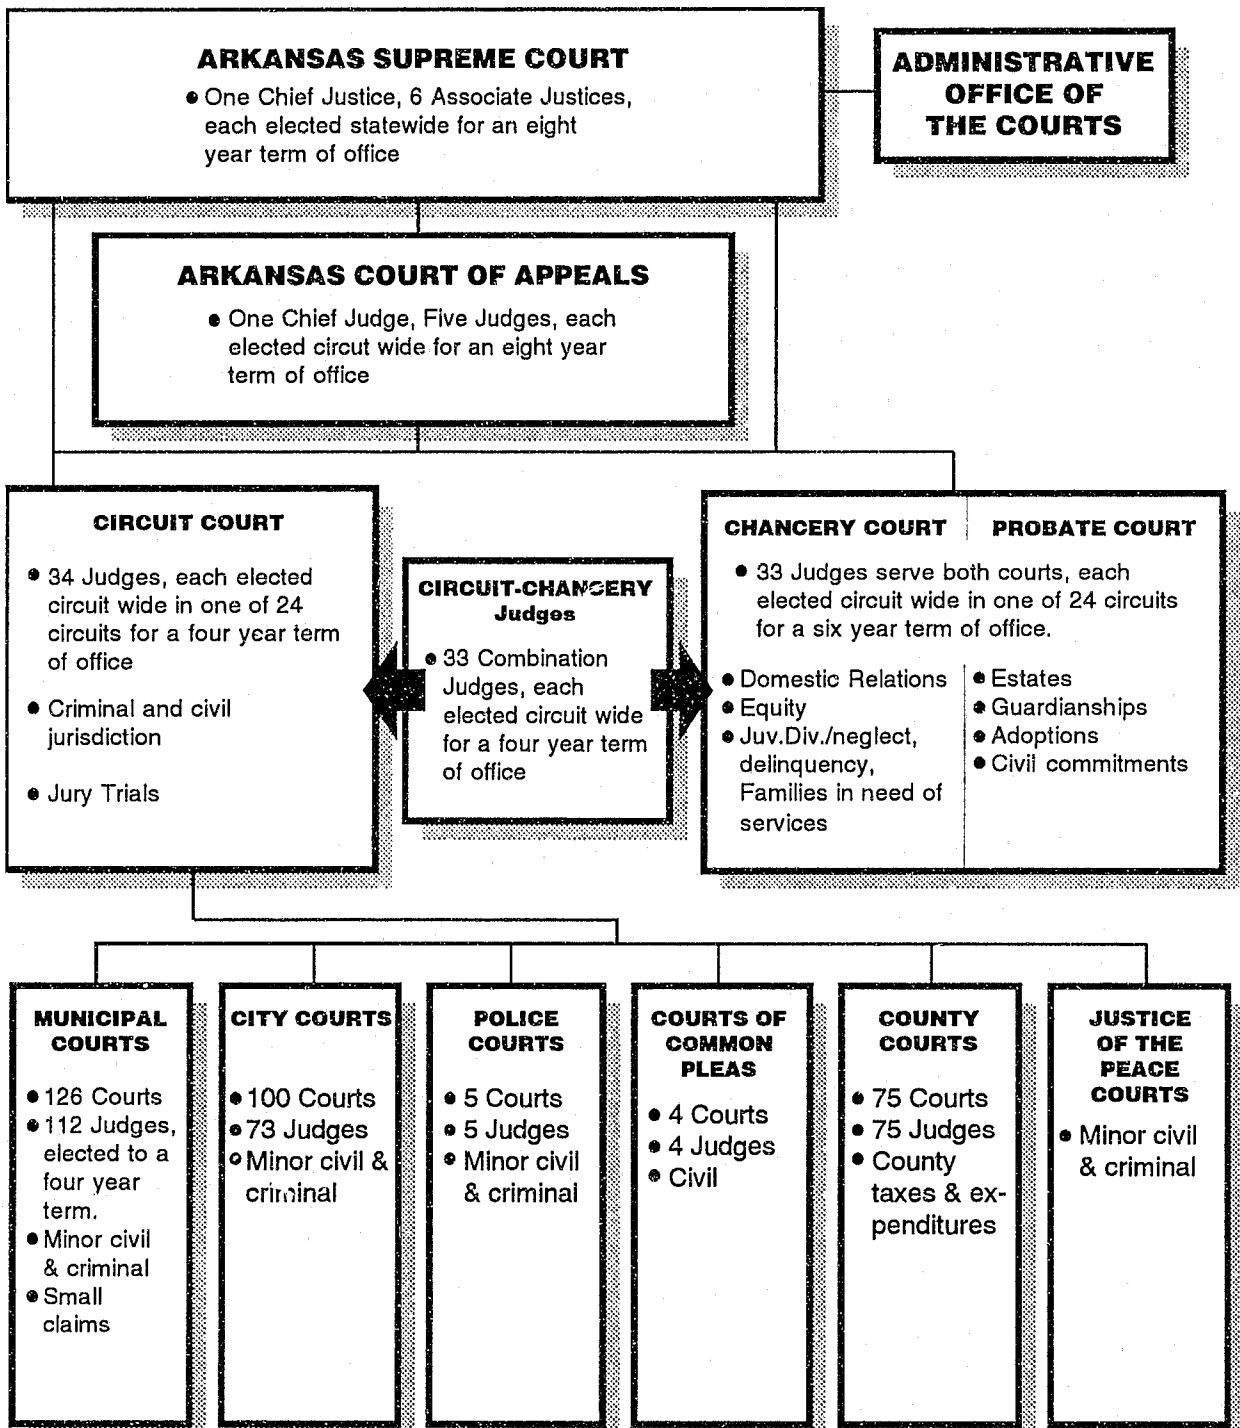 ARKANSAS SUPREME COURT
● One Chief Justice, 6 Associate Justices,
each elected statewide for an eight
year term of office
ADMINISTRATIVE
OFFICE OF
THE COURTS
ARKANSAS COURT OF APPEALS
● One Chief Judge, Five Judges, each
elected circut wide for an eight year
term of office
CIRCUIT COURT
● 34 Judges, each elected
circuit wide in one of 24
circuits for a four year term
of office
● Criminal and civil
jurisdiction
● Jury Trials
CIRCUIT-CHANCERY
Judges
● 33 Combination
Judges, each
elected circuit wide
for a four year term
of office
CHANCERY COURT
PROBATE COURT
● 33 Judges serve both courts, each
elected circuit wide in one of 24 circuits
for a six year term of office.
● Domestic Relations
● Equity
● Juv.Div./neglect,
delinquency,
Families in need of
services
● Estates
● Guardianships
● Adoptions
● Civil commitments
MUNICIPAL
COURTS
● 126 Courts
● 112 Judges,
elected to a
four year
term.
● Minor civil
& criminal
● Small
claims
CITY COURTS
● 100 Courts
● 73 Judges
● Minor civil &
criminal
POLICE
COURTS
● 5 Courts
● 5 Judges
● Minor civil
& criminal
COURTS OF
COMMON
PLEAS
● 4 Courts
● 4 Judges
● Civil
COUNTY
COURTS
● 75 Courts
● 75 Judges
● County
taxes & ex-
penditures
JUSTICE
OF THE
PEACE
COURTS
● Minor civil
& criminal